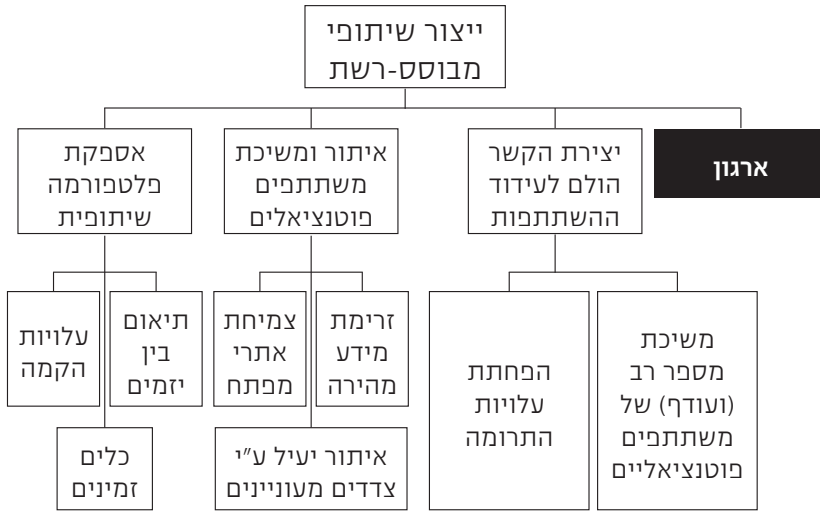 ייצור שיתופי
מבוסס-רשת
ארגון
יצירת הקשר
הולם לעידוד
ההשתתפות
איתור ומשיכת
משתתפים
פוטנציאלים
אספקת
פלטפורמה
שיתופית
משיכת
מספר רב
(ועודף) של
משתתפים
פוטנציאליים
הפחתת
עלויות
התרומה
זרימת
מידע
מהירה
צמיחת
אתרי
מפתח
איתור יעיל ע״י
צדדים מעוניינים
תיאום
בין
יזמים
עלויות
הקמה
כלים
זמינים